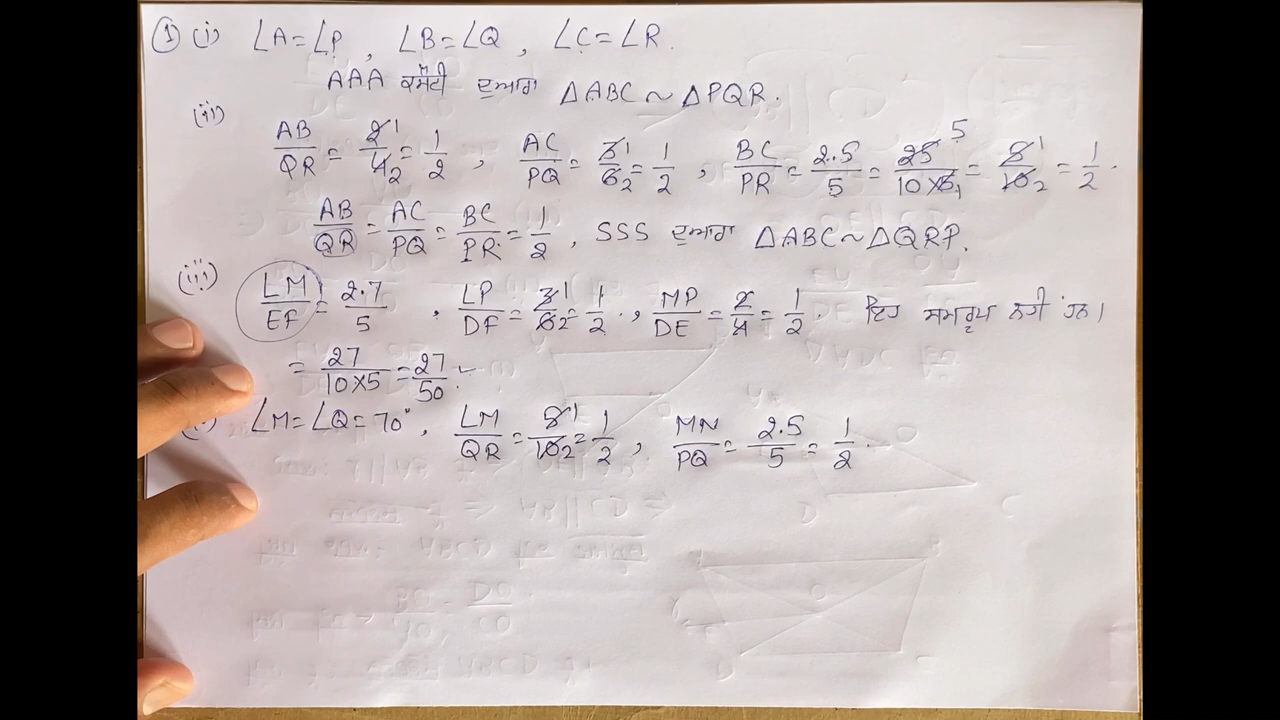 ① (i) ∠A=∠P, ∠B=∠Q, ∠C=∠R.
AAA ਕਸੌਟੀ ਦੁਆਰਾ ΔABC~ΔPQR.
(ii)
AB/QR = 2/4 = 1/2, AC/PQ = 3/6 = 1/2, BC/PR = 2.5/5 = 25/10×5 = 5/10 = 1/2.
AB/QR = AC/PQ = BC/PR = 1/2, SSS ਦੁਆਰਾ ΔABC~ΔQRP.
(iii)
LM/EF = 2.7/5, LP/DF = 3/6 = 1/2, MP/DE = 2/4 = 1/2. ਇਹ ਸਮਰੂਪ ਨਹੀਂ ਹਨ।
= 27/10×5 = 27/50.
∠M=∠Q=70°, LM/QR = 5/10 = 1/2, MN/PQ = 2.5/5 = 1/2.